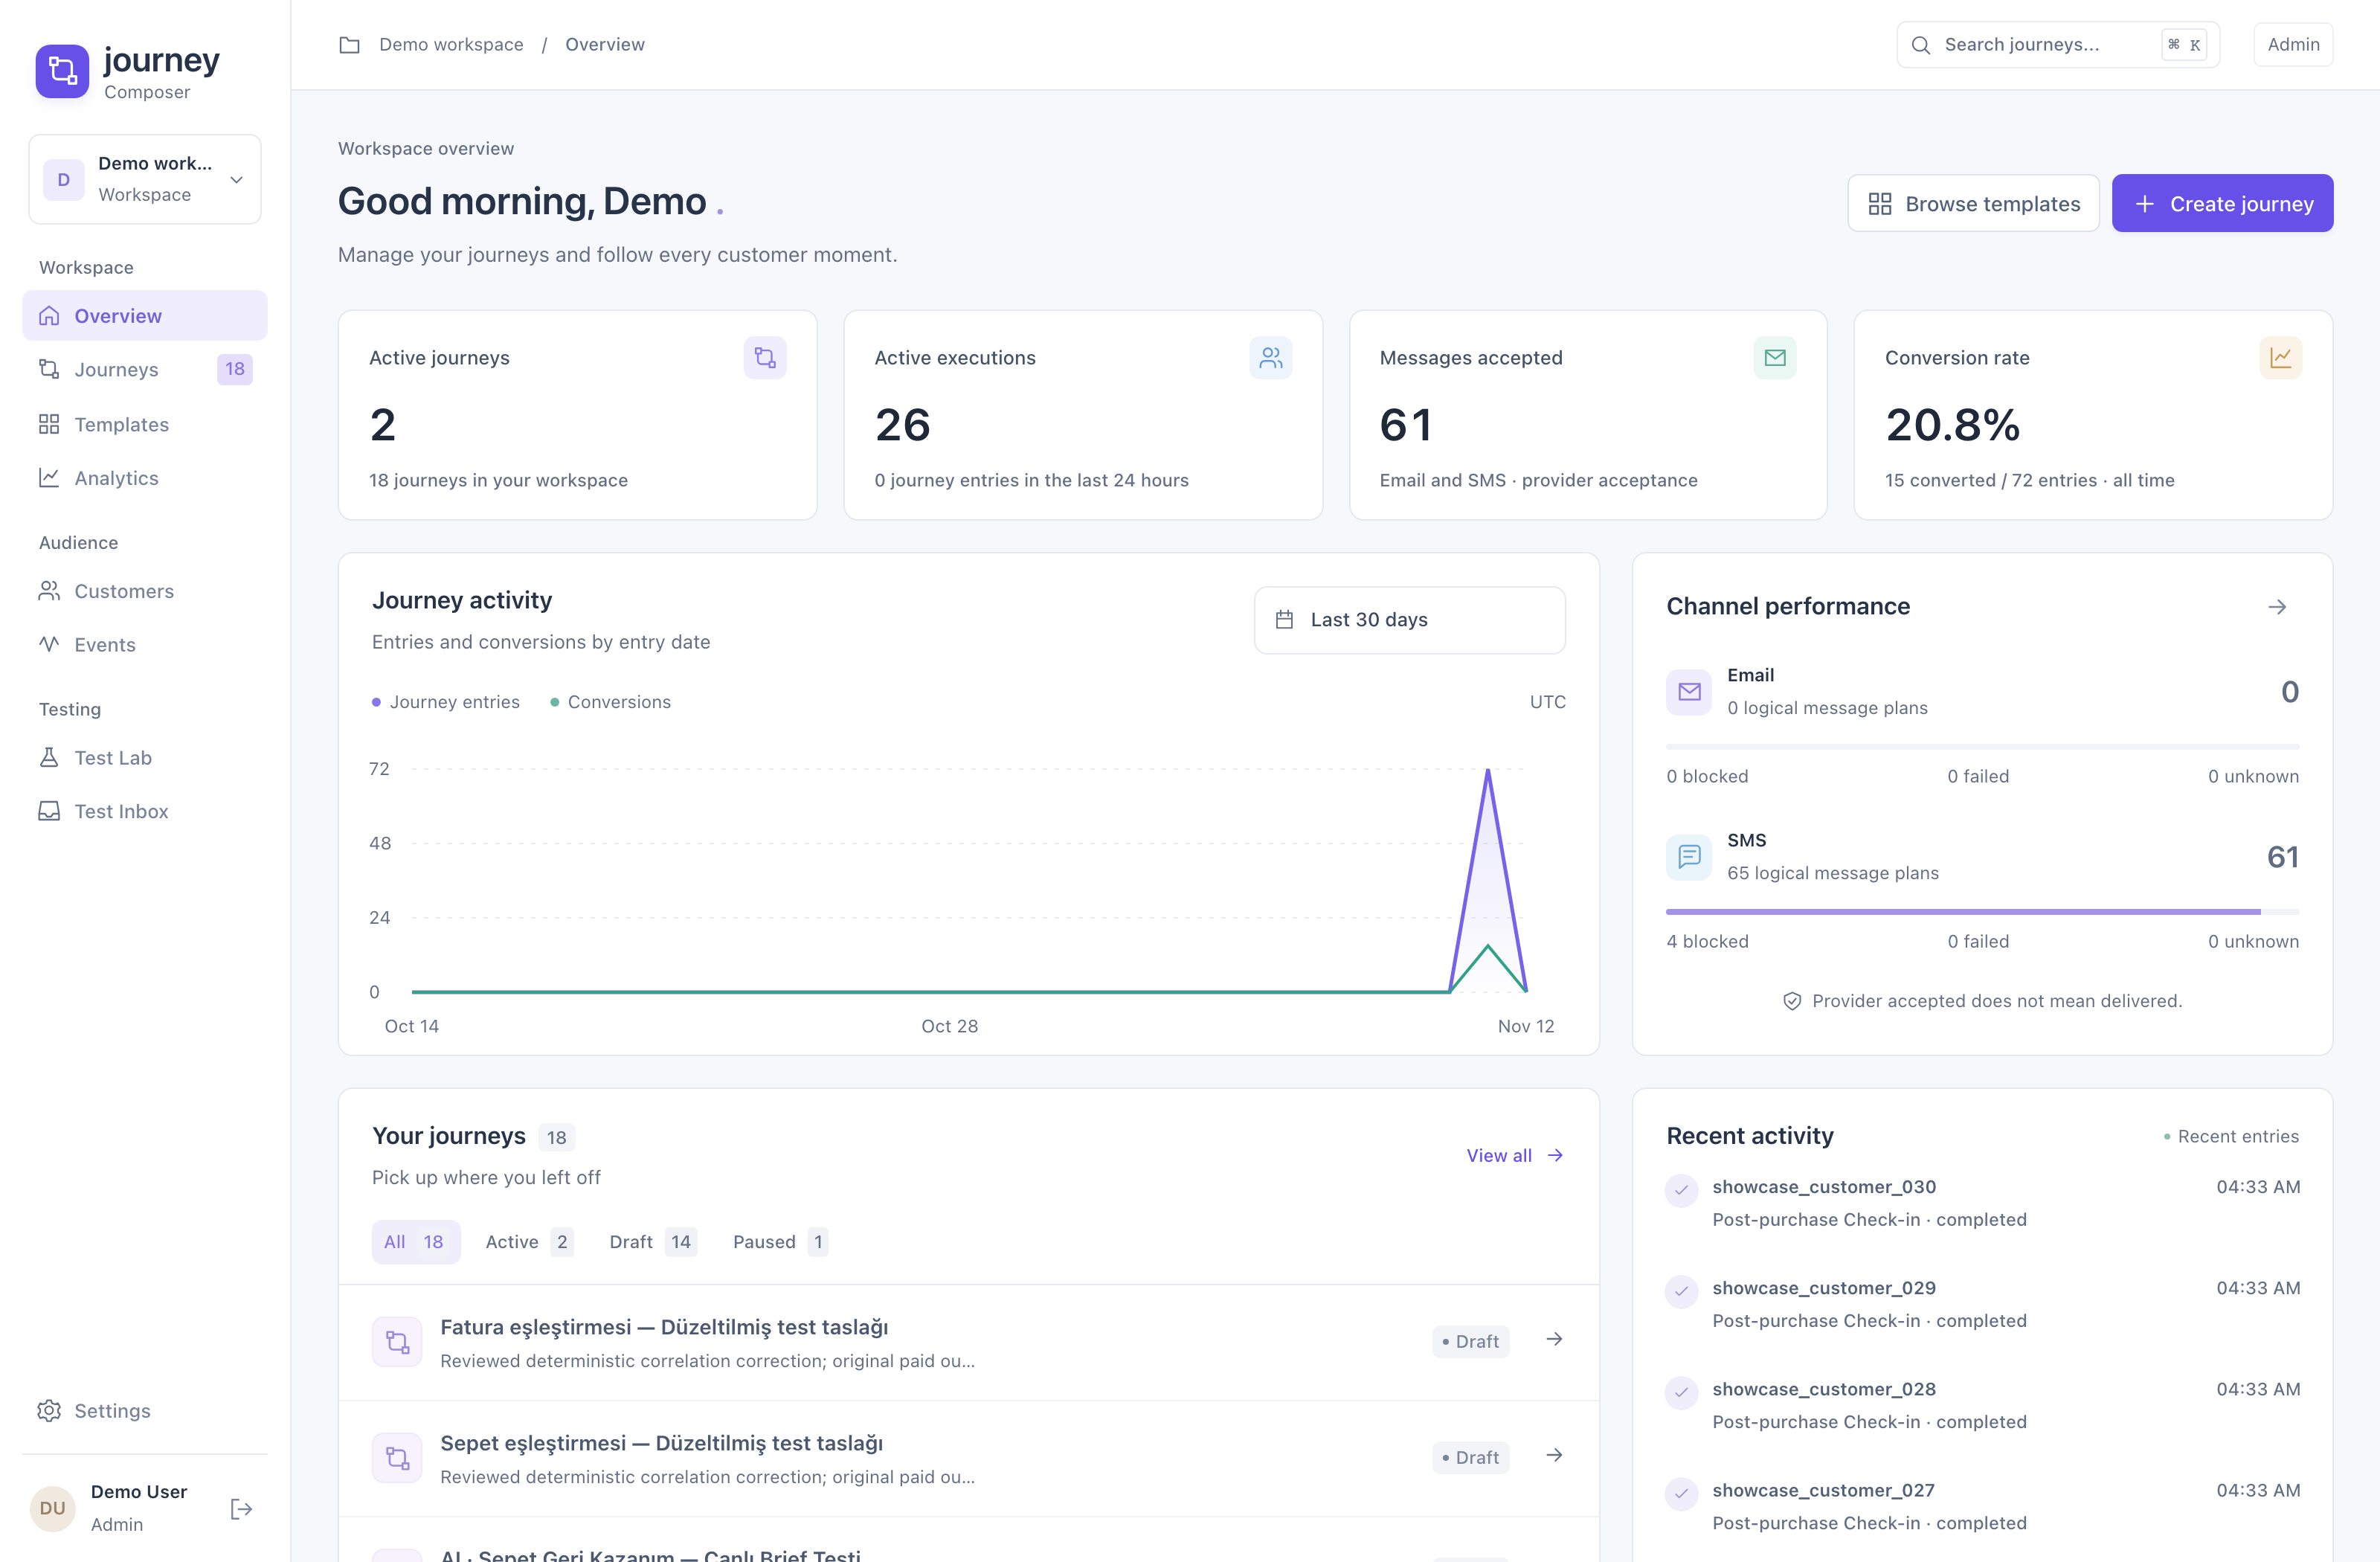 journey
Composer
D
Demo work...
Workspace
Workspace
Overview
Journeys 18
Templates
Analytics
Audience
Customers
Events
Testing
Test Lab
Test Inbox
Settings
DU
Demo User
Admin
Demo workspace / Overview
Search journeys... ⌘ K
Admin
Workspace overview
Good morning, Demo .
Manage your journeys and follow every customer moment.
Browse templates
+ Create journey
Active journeys
2
18 journeys in your workspace
Active executions
26
0 journey entries in the last 24 hours
Messages accepted
61
Email and SMS · provider acceptance
Conversion rate
20.8%
15 converted / 72 entries · all time
Journey activity
Entries and conversions by entry date
Last 30 days
Journey entries Conversions UTC
72
48
24
0
Oct 14 Oct 28 Nov 12
Channel performance
Email
0 logical message plans
0
0 blocked 0 failed 0 unknown
SMS
65 logical message plans
61
4 blocked 0 failed 0 unknown
Provider accepted does not mean delivered.
Your journeys 18
Pick up where you left off
View all
All 18 Active 2 Draft 14 Paused 1
Fatura eşleştirmesi — Düzeltilmiş test taslağı
Reviewed deterministic correlation correction; original paid ou...
Draft
Sepet eşleştirmesi — Düzeltilmiş test taslağı
Reviewed deterministic correlation correction; original paid ou...
Draft
Sepet Geri Kazanım — Canlı Brief Testi
Recent activity
Recent entries
showcase_customer_030 04:33 AM
Post-purchase Check-in · completed
showcase_customer_029 04:33 AM
Post-purchase Check-in · completed
showcase_customer_028 04:33 AM
Post-purchase Check-in · completed
showcase_customer_027 04:33 AM
Post-purchase Check-in · completed